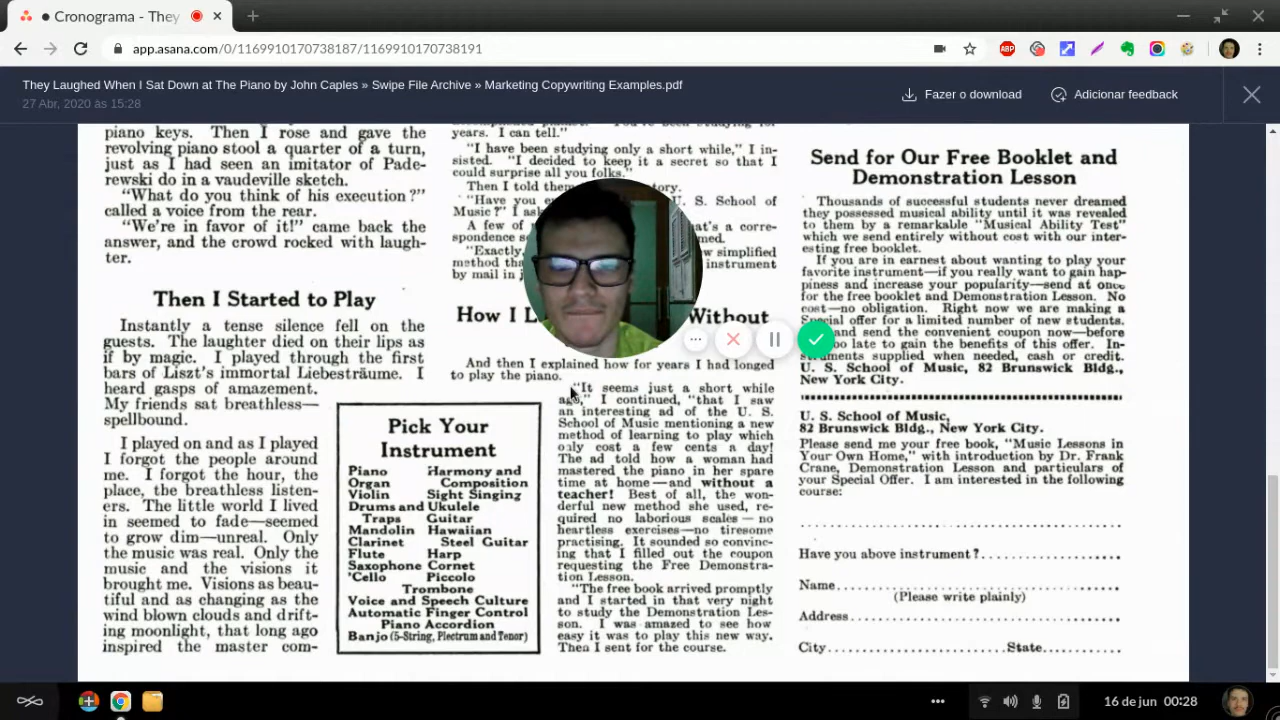 Cronograma - They
app.asana.com/0/1169910170738187/1169910170738191
ABP
They Laughed When I Sat Down at The Piano by John Caples » Swipe File Archive » Marketing Copywriting Examples.pdf
27 Abr, 2020 às 15:28
Fazer o download
Adicionar feedback
piano keys. Then I rose and gave the
revolving piano stool a quarter of a turn,
just as I had seen an imitator of Pade-
rewski do in a vaudeville sketch.
"What do you think of his execution?"
called a voice from the rear.
"We're in favor of it!" came back the
answer, and the crowd rocked with laugh-
ter.
Then I Started to Play
Instantly a tense silence fell on the
guests. The laughter died on their lips as
if by magic. I played through the first
bars of Liszt's immortal Liebesträume. I
heard gasps of amazement.
My friends sat breathless—
spellbound.
I played on and as I played
I forgot the people around
me. I forgot the hour, the
place, the breathless listen-
ers. The little world I lived
in seemed to fade—seemed
to grow dim—unreal. Only
the music was real. Only the
music and the visions it
brought me. Visions as beau-
tiful and as changing as the
wind blown clouds and drift-
ing moonlight, that long ago
inspired the master com-
Pick Your
Instrument
Piano Harmony and
Organ Composition
Violin Sight Singing
Drums and Ukulele
Traps Guitar
Mandolin Hawaiian
Clarinet Steel Guitar
Flute Harp
Saxophone Cornet
'Cello Piccolo
Trombone
Voice and Speech Culture
Automatic Finger Control
Piano Accordion
Banjo (5-String, Plectrum and Tenor)
years. I can tell."
"I have been studying only a short while," I in-
sisted. "I decided to keep it a secret so that I
could surprise all you folks."
Then I told them tory.
"Have you U. S. School of
Music?" I
A few of at's a corre-
spondence
"Exactly, w simplified
method instrument
by mail in
How I Without
And then I explained how for years I had longed
to play the piano.
"It seems just a short while
ago," I continued, "that I saw
an interesting ad of the U. S.
School of Music mentioning a new
method of learning to play which
only cost a few cents a day!
The ad told how a woman had
mastered the piano in her spare
time at home—and without a
teacher! Best of all, the won-
derful new method she used, re-
quired no laborious scales—no
heartless exercises—no tiresome
practising. It sounded so convinc-
ing that I filled out the coupon
requesting the Free Demonstra-
tion Lesson.
"The free book arrived promptly
and I started in that very night
to study the Demonstration Les-
son. I was amazed to see how
easy it was to play this new way.
Then I sent for the course.
Send for Our Free Booklet and
Demonstration Lesson
Thousands of successful students never dreamed
they possessed musical ability until it was revealed
to them by a remarkable "Musical Ability Test"
which we send entirely without cost with our inter-
esting free booklet.
If you are in earnest about wanting to play your
favorite instrument—if you really want to gain hap-
piness and increase your popularity—send at once
for the free booklet and Demonstration Lesson. No
cost—no obligation. Right now we are making a
Special offer for a limited number of new students.
and send the convenient coupon now—before
late to gain the benefits of this offer. In-
struments supplied when needed, cash or credit.
U. S. School of Music, 82 Brunswick Bldg.,
New York City.
U. S. School of Music,
82 Brunswick Bldg., New York City.
Please send me your free book, "Music Lessons in
Your Own Home," with introduction by Dr. Frank
Crane, Demonstration Lesson and particulars of
your Special Offer. I am interested in the following
course:
Have you above instrument?
Name
(Please write plainly)
Address
City State
16 de jun 00:28